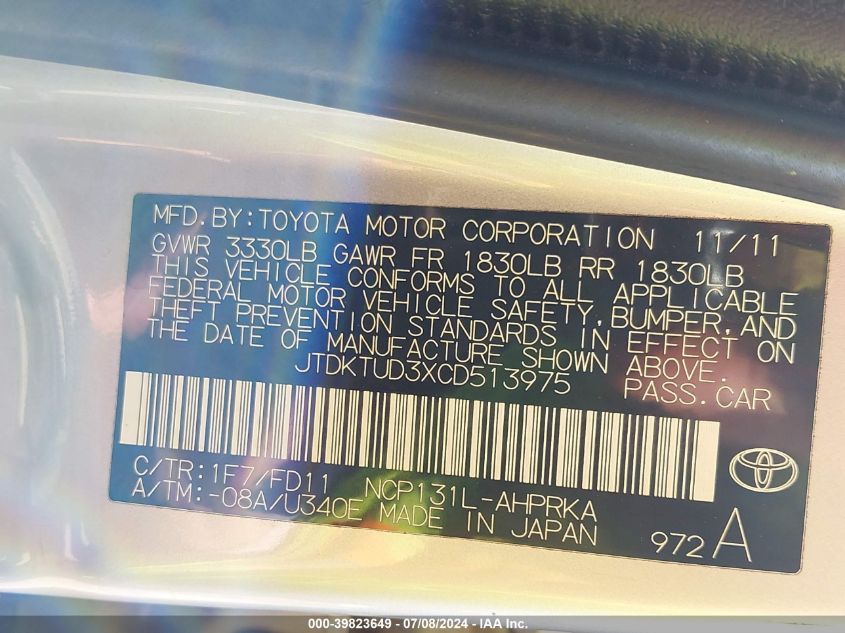 MFD.BY:TOYOTA MOTOR CORPORATION 11/11
GVWR 3330LB GAWR FR 1830LB RR 1830LB
THIS VEHICLE CONFORMS TO ALL APPLICABLE
FEDERAL MOTOR VEHICLE SAFETY,BUMPER,AND
THEFT PREVENTION STANDARDS IN EFFECT ON
THE DATE OF MANUFACTURE SHOWN ABOVE.
JTDKTUD3XCD513975 PASS.CAR
C/TR:1F7/FD11 NCP131L-AHPRKA
A/TM:-08A/U340E MADE IN JAPAN
972A
000-39823649 - 07/08/2024 - IAA Inc.